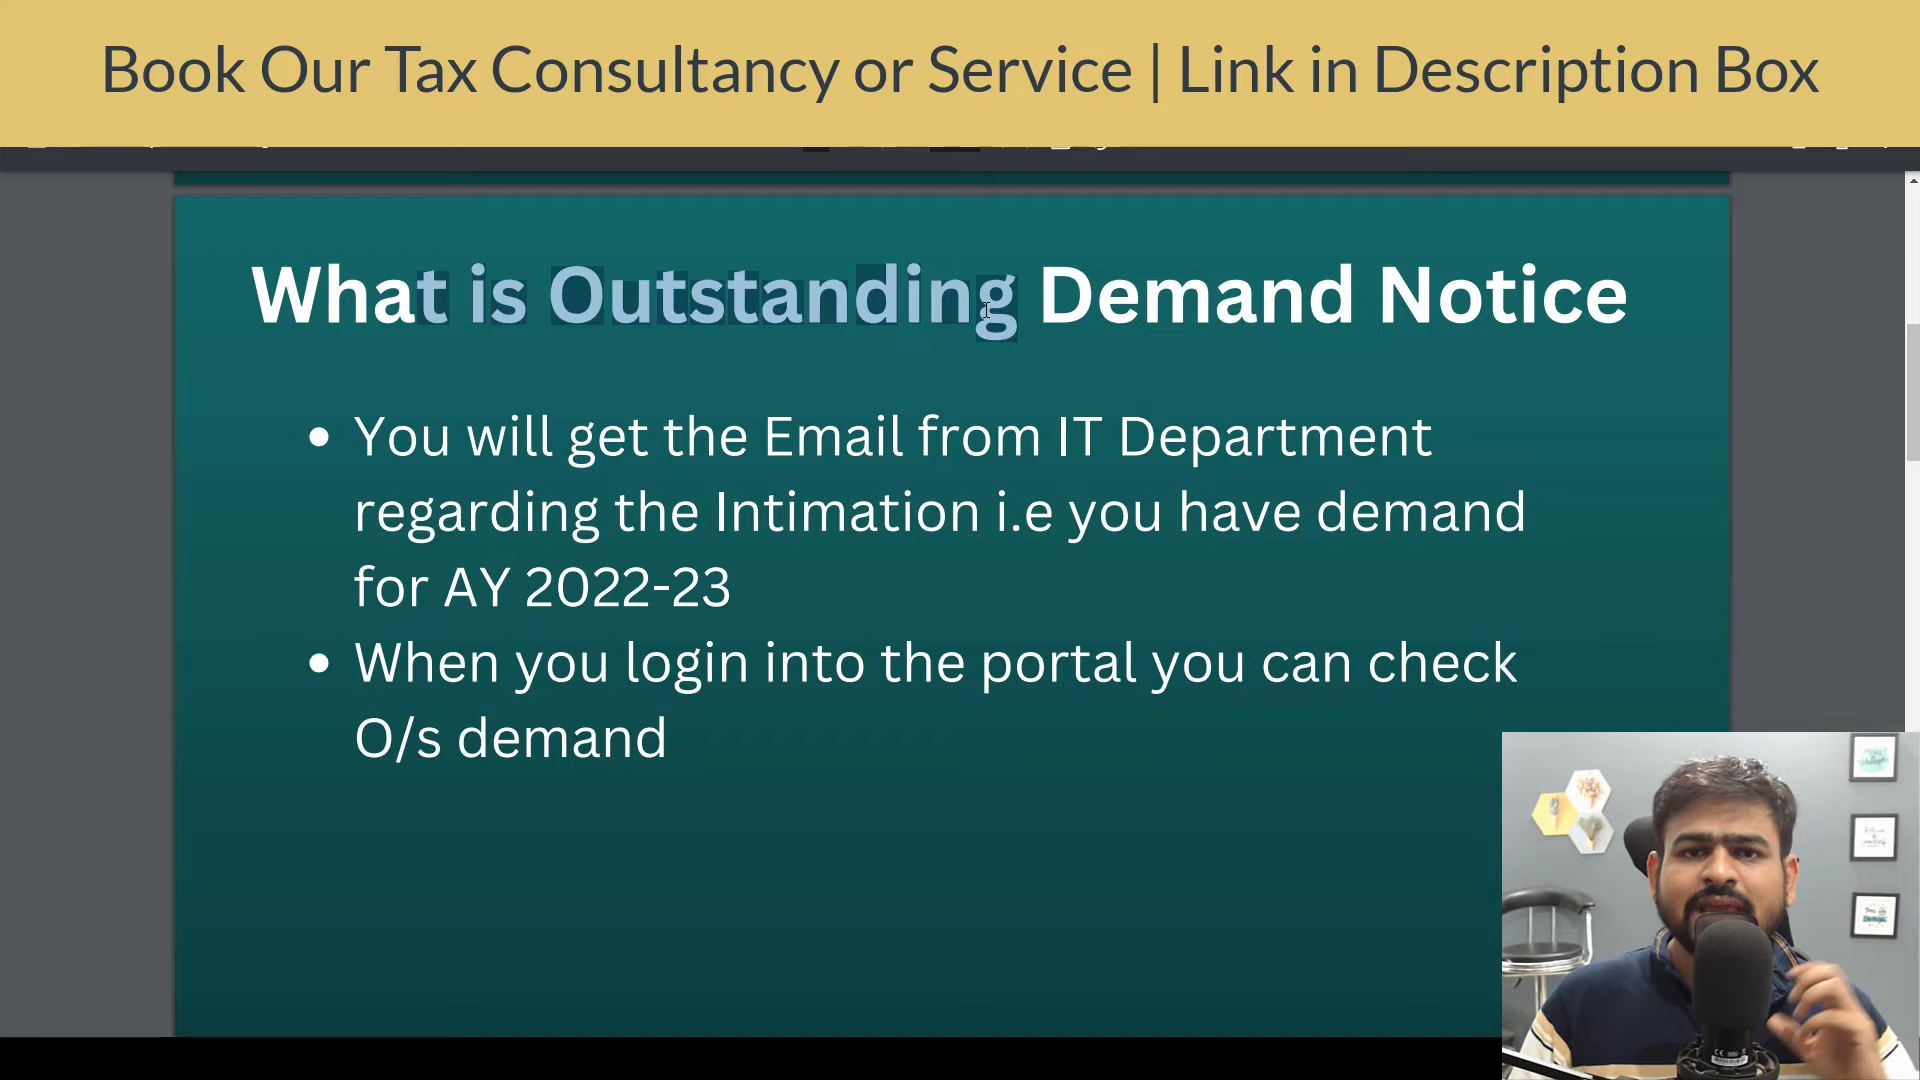 Book Our Tax Consultancy or Service | Link in Description Box
What is Outstanding Demand Notice
• You will get the Email from IT Department
regarding the Intimation i.e you have demand
for AY 2022-23
• When you login into the portal you can check
O/s demand